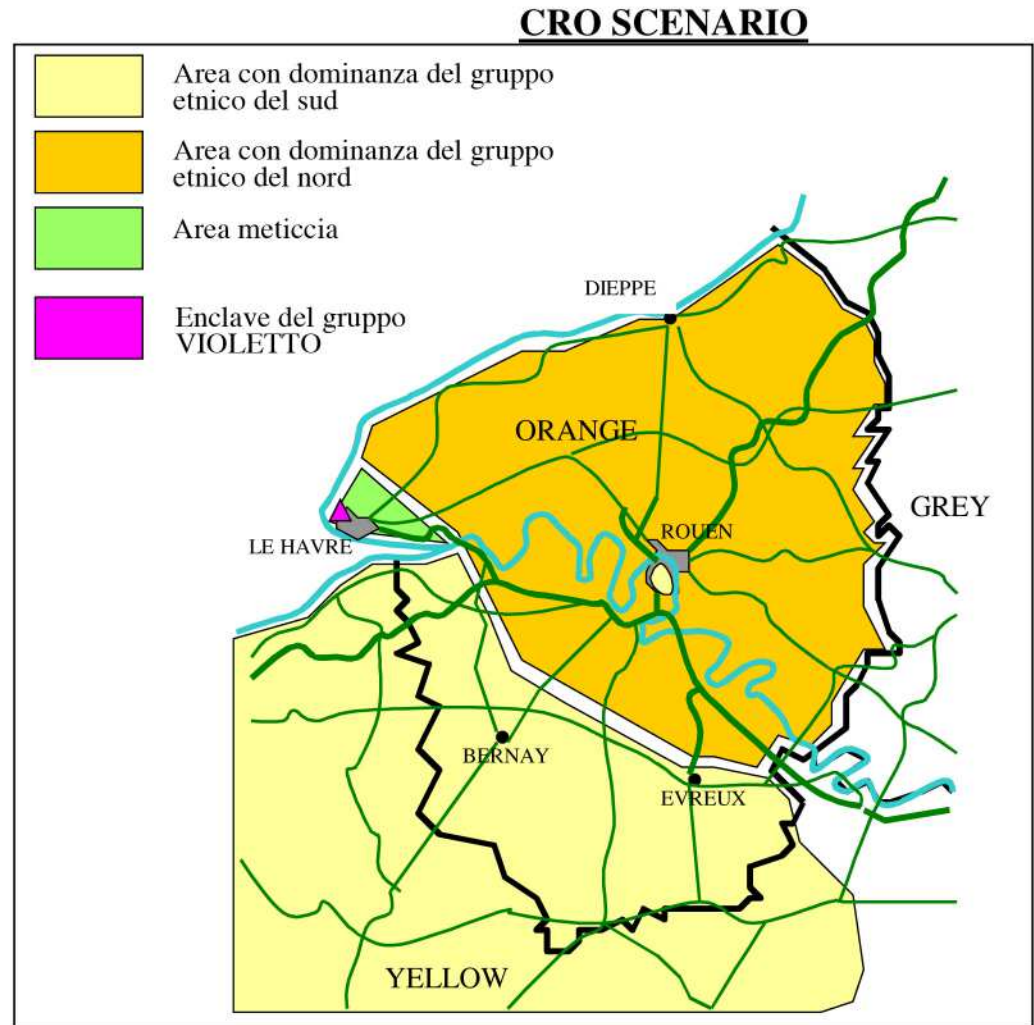 CRO SCENARIO
Area con dominanza del gruppo
etnico del sud
Area con dominanza del gruppo
etnico del nord
Area meticcia
Enclave del gruppo
VIOLETTO
DIEPPE
ORANGE
GREY
ROUEN
LE HAVRE
BERNAY
EVREUX
YELLOW